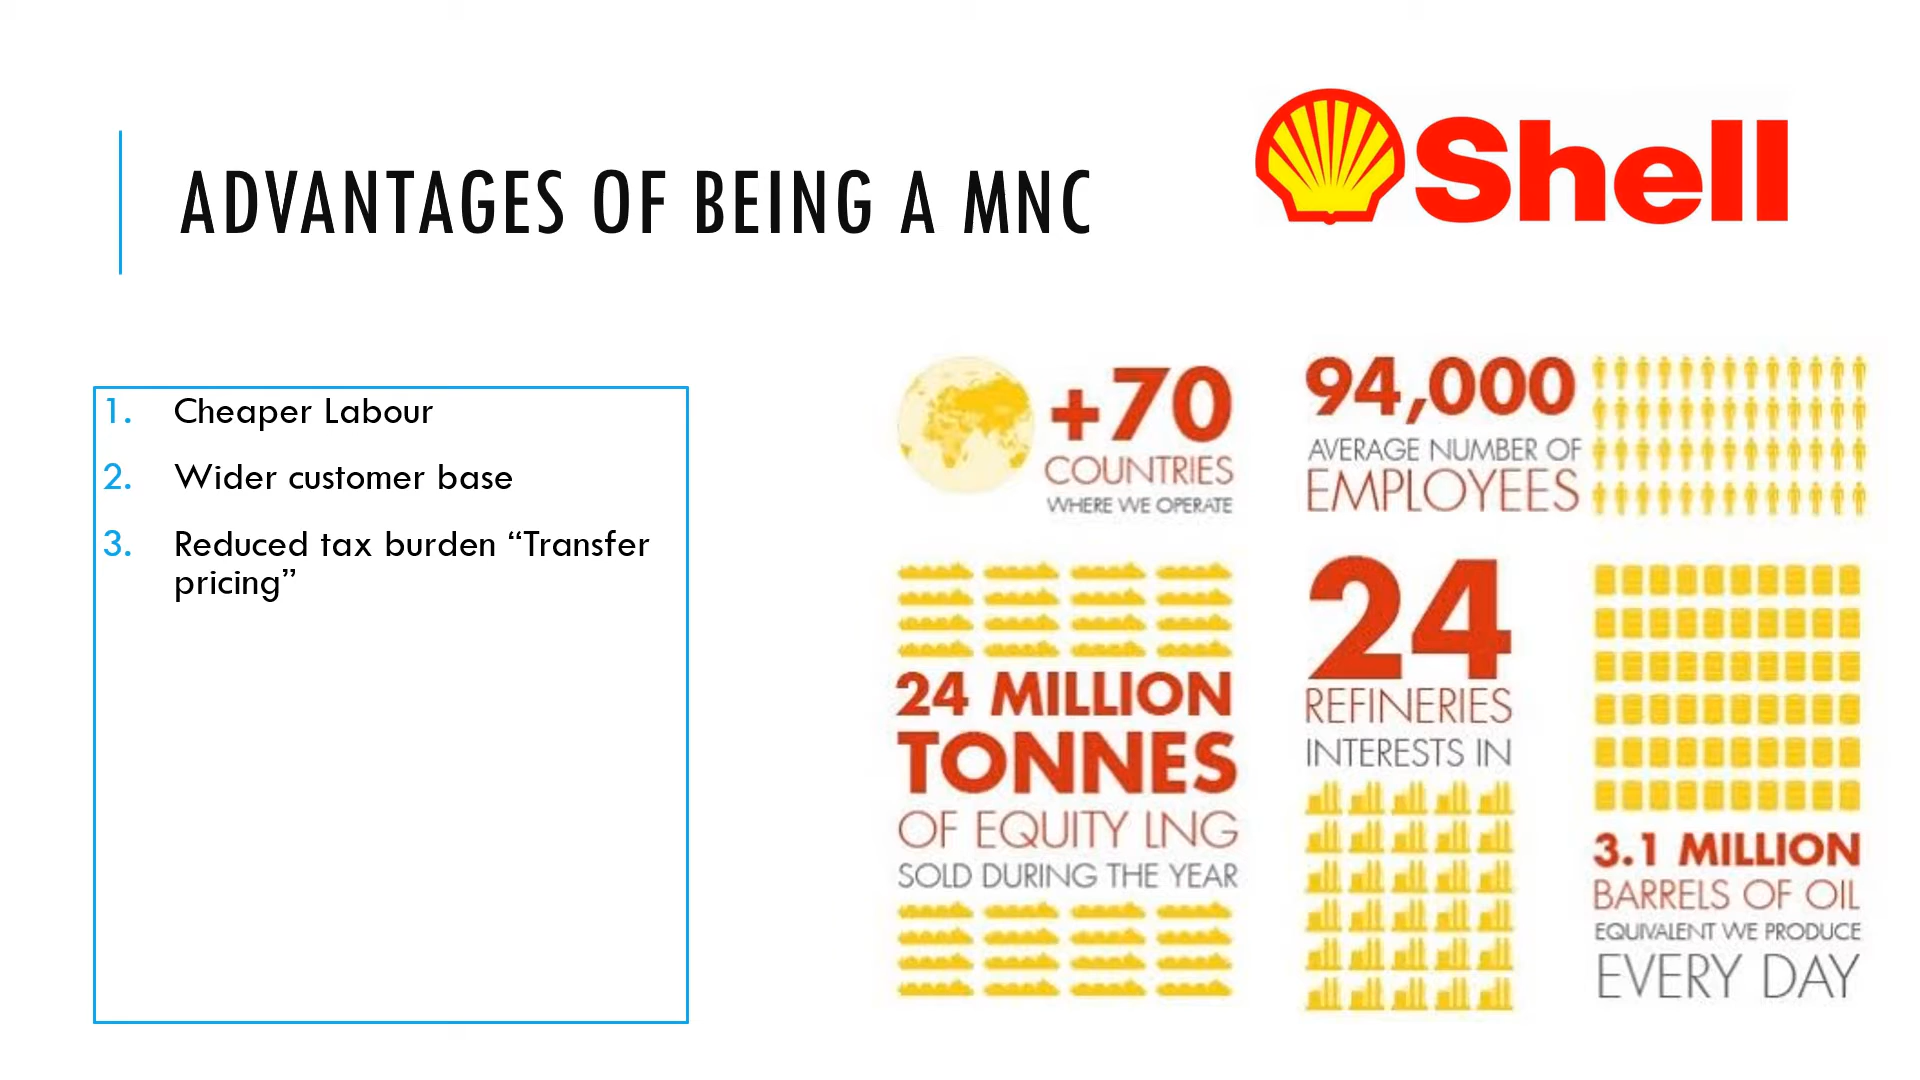 ADVANTAGES OF BEING A MNC
Shell
1. Cheaper Labour
2. Wider customer base
3. Reduced tax burden “Transfer
pricing”
+70
COUNTRIES
WHERE WE OPERATE
94,000
AVERAGE NUMBER OF
EMPLOYEES
24 MILLION
TONNES
OF EQUITY LNG
SOLD DURING THE YEAR
24
REFINERIES
INTERESTS IN
3.1 MILLION
BARRELS OF OIL
EQUIVALENT WE PRODUCE
EVERY DAY